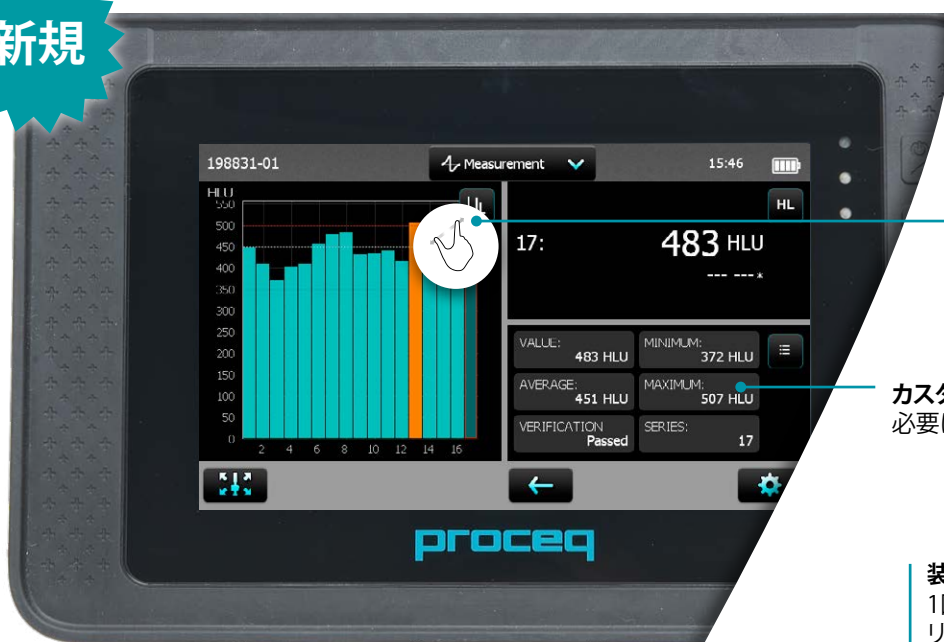 新規
198831-01
Measurement
15:46
HLU
550
500
450
400
350
300
250
200
150
100
50
0
2 4 6 8 10 12 14 16
HL
17: 483 HLU
--- ---*
VALUE:
483 HLU
MINIMUM:
372 HLU
AVERAGE:
451 HLU
MAXIMUM:
507 HLU
VERIFICATION
Passed
SERIES:
17
proceq
カスタ
必要に
装
1
リ